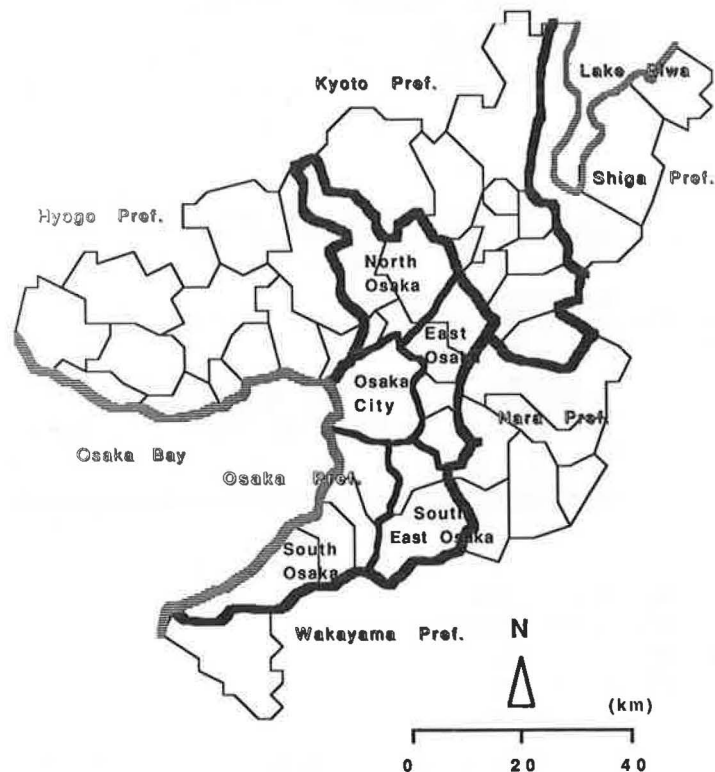 Lake Biwa
Kyoto Pref.
Shiga Pref.
Hyogo Pref.
North
Osaka
East
Osaka
Osaka
City
Nara Pref.
Osaka Bay
Osaka Pref.
South
East Osaka
South
Osaka
Wakayama Pref.
N
(km)
0 20 40